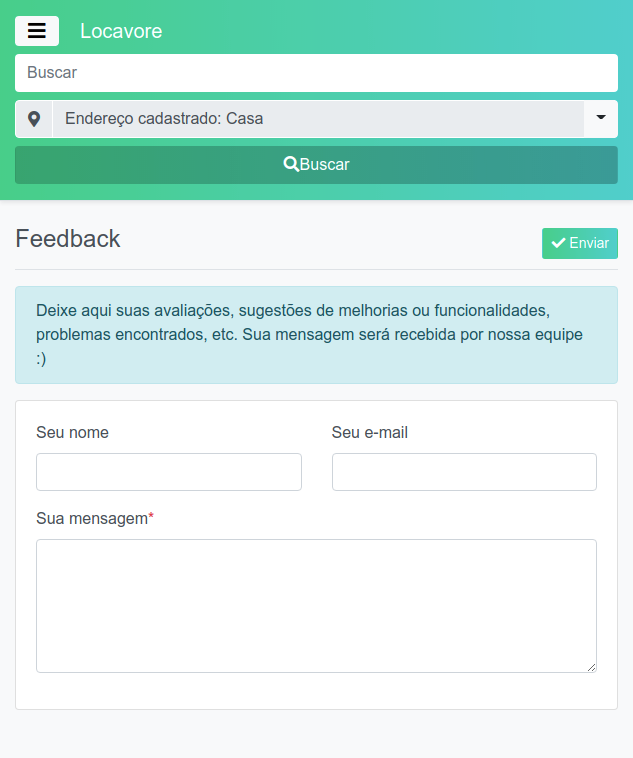 Locavore
Buscar
Endereço cadastrado: Casa
Buscar
Feedback
Enviar
Deixe aqui suas avaliações, sugestões de melhorias ou funcionalidades,
problemas encontrados, etc. Sua mensagem será recebida por nossa equipe
:)
Seu nome
Seu e-mail
Sua mensagem*